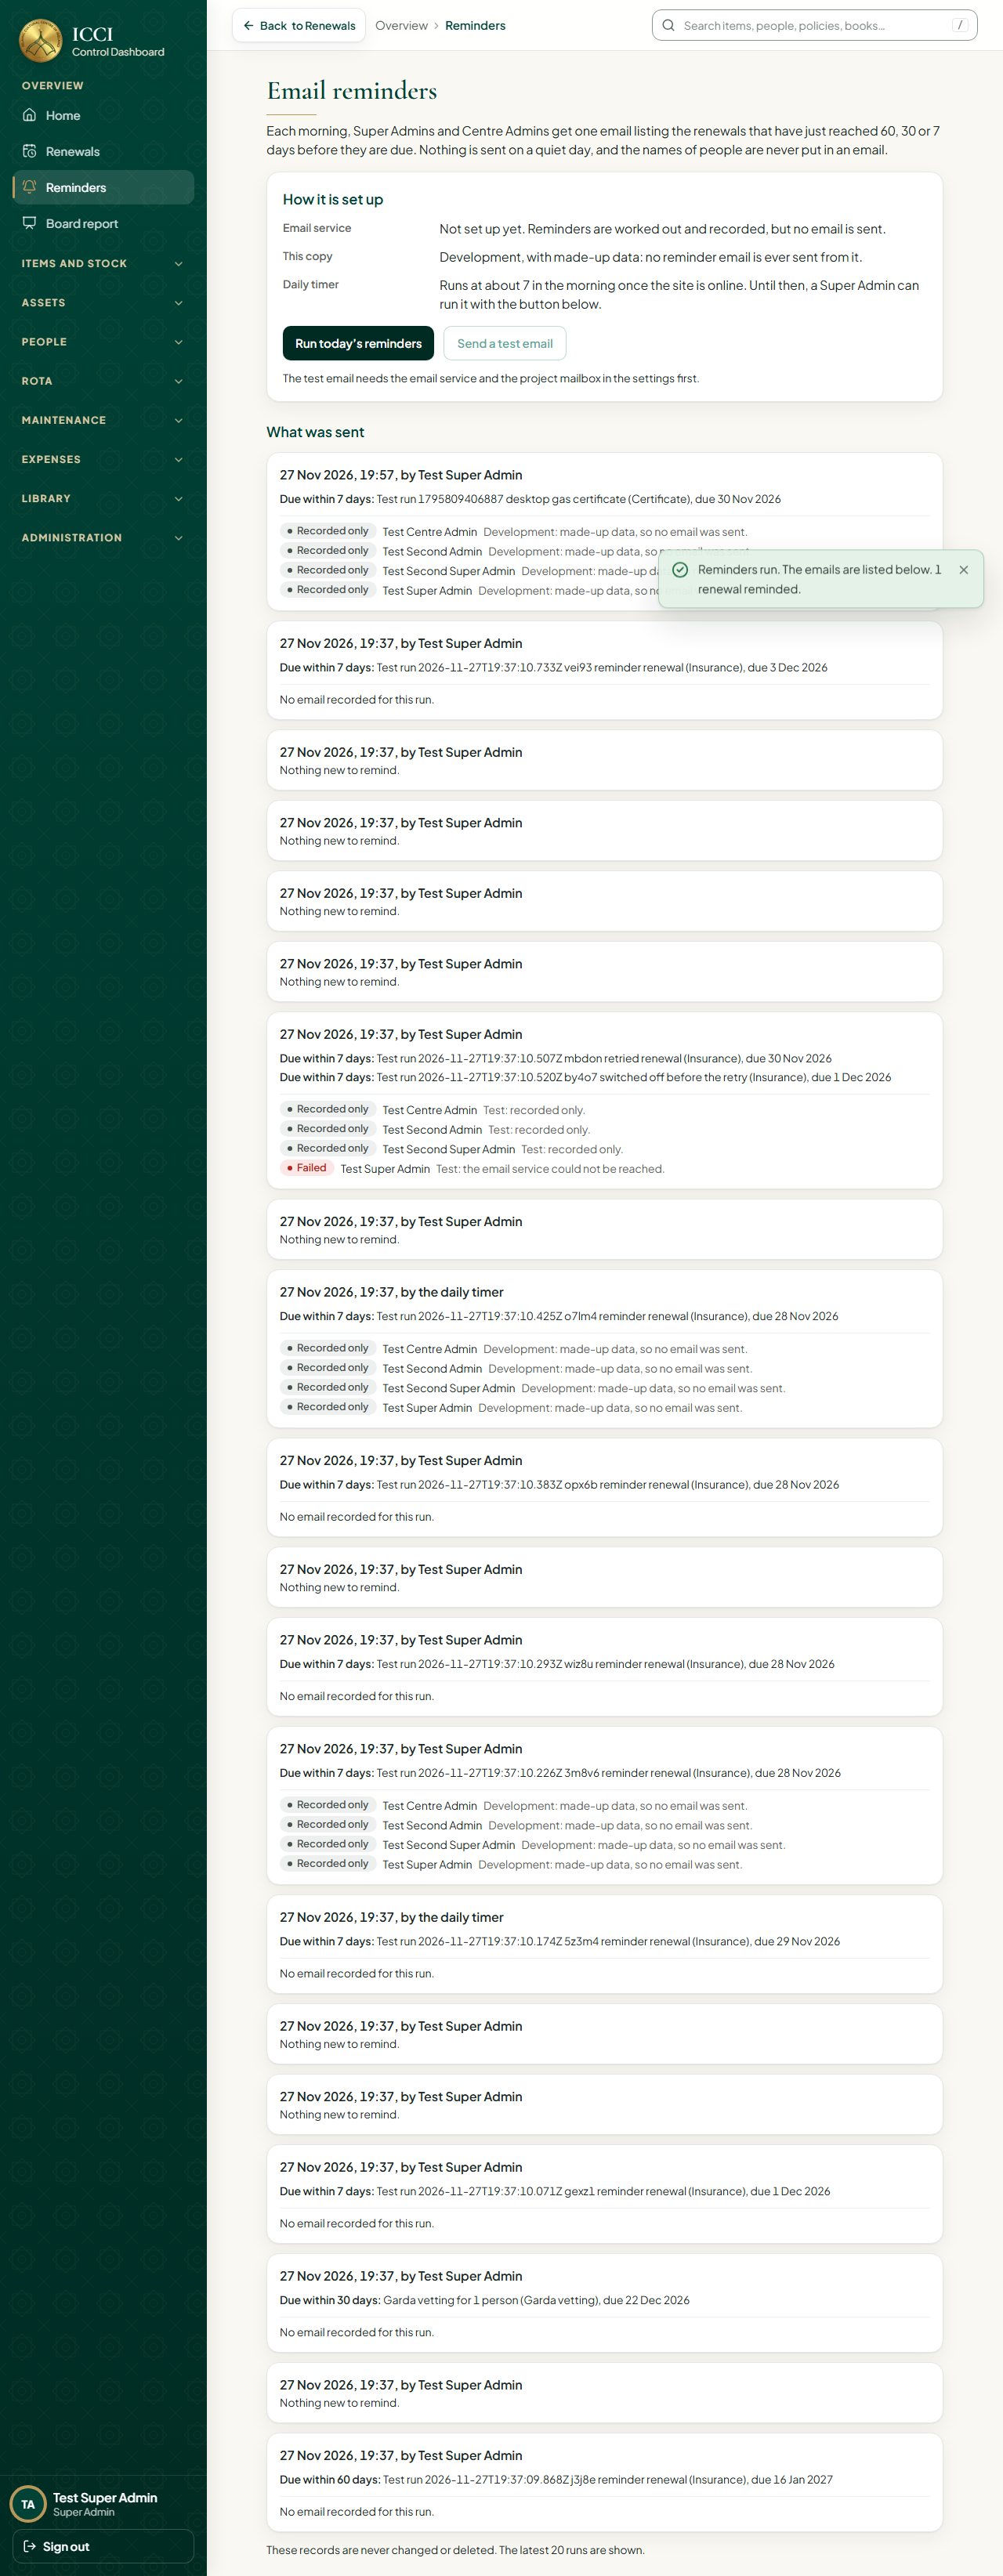 ICCI
Control Dashboard
OVERVIEW
Home
Renewals
Reminders
Board report
ITEMS AND STOCK
ASSETS
PEOPLE
ROTA
MAINTENANCE
EXPENSES
LIBRARY
ADMINISTRATION
TA
Test Super Admin
Super Admin
Sign out
Back to Renewals
Overview > Reminders
Search items, people, policies, books...
/
Email reminders
Each morning, Super Admins and Centre Admins get one email listing the renewals that have just reached 60, 30 or 7
days before they are due. Nothing is sent on a quiet day, and the names of people are never put in an email.
How it is set up
Email service
Not set up yet. Reminders are worked out and recorded, but no email is sent.
This copy
Development, with made-up data: no reminder email is ever sent from it.
Daily timer
Runs at about 7 in the morning once the site is online. Until then, a Super Admin can
run it with the button below.
Run today's reminders
Send a test email
The test email needs the email service and the project mailbox in the settings first.
What was sent
27 Nov 2026, 19:57, by Test Super Admin
Due within 7 days: Test run 1795809406887 desktop gas certificate (Certificate), due 30 Nov 2026
Recorded only Test Centre Admin Development: made-up data, so no email was sent.
Recorded only Test Second Admin Development: made-up data, so
Recorded only Test Second Super Admin Development: made-up
Recorded only Test Super Admin Development: made-up data, so
Reminders run. The emails are listed below. 1
renewal reminded.
27 Nov 2026, 19:37, by Test Super Admin
Due within 7 days: Test run 2026-11-27T19:37:10.733Z vei93 reminder renewal (Insurance), due 3 Dec 2026
No email recorded for this run.
27 Nov 2026, 19:37, by Test Super Admin
Nothing new to remind.
27 Nov 2026, 19:37, by Test Super Admin
Nothing new to remind.
27 Nov 2026, 19:37, by Test Super Admin
Nothing new to remind.
27 Nov 2026, 19:37, by Test Super Admin
Nothing new to remind.
27 Nov 2026, 19:37, by Test Super Admin
Due within 7 days: Test run 2026-11-27T19:37:10.507Z mbdon retried renewal (Insurance), due 30 Nov 2026
Due within 7 days: Test run 2026-11-27T19:37:10.520Z by4o7 switched off before the retry (Insurance), due 1 Dec 2026
Recorded only Test Centre Admin Test: recorded only.
Recorded only Test Second Admin Test: recorded only.
Recorded only Test Second Super Admin Test: recorded only.
Failed Test Super Admin Test: the email service could not be reached.
27 Nov 2026, 19:37, by Test Super Admin
Nothing new to remind.
27 Nov 2026, 19:37, by the daily timer
Due within 7 days: Test run 2026-11-27T19:37:10.425Z o7lm4 reminder renewal (Insurance), due 28 Nov 2026
Recorded only Test Centre Admin Development: made-up data, so no email was sent.
Recorded only Test Second Admin Development: made-up data, so no email was sent.
Recorded only Test Second Super Admin Development: made-up data, so no email was sent.
Recorded only Test Super Admin Development: made-up data, so no email was sent.
27 Nov 2026, 19:37, by Test Super Admin
Due within 7 days: Test run 2026-11-27T19:37:10.383Z opx6b reminder renewal (Insurance), due 28 Nov 2026
No email recorded for this run.
27 Nov 2026, 19:37, by Test Super Admin
Nothing new to remind.
27 Nov 2026, 19:37, by Test Super Admin
Due within 7 days: Test run 2026-11-27T19:37:10.293Z wiz8u reminder renewal (Insurance), due 28 Nov 2026
No email recorded for this run.
27 Nov 2026, 19:37, by Test Super Admin
Due within 7 days: Test run 2026-11-27T19:37:10.226Z 3m8v6 reminder renewal (Insurance), due 28 Nov 2026
Recorded only Test Centre Admin Development: made-up data, so no email was sent.
Recorded only Test Second Admin Development: made-up data, so no email was sent.
Recorded only Test Second Super Admin Development: made-up data, so no email was sent.
Recorded only Test Super Admin Development: made-up data, so no email was sent.
27 Nov 2026, 19:37, by the daily timer
Due within 7 days: Test run 2026-11-27T19:37:10.174Z 5z3m4 reminder renewal (Insurance), due 29 Nov 2026
No email recorded for this run.
27 Nov 2026, 19:37, by Test Super Admin
Nothing new to remind.
27 Nov 2026, 19:37, by Test Super Admin
Nothing new to remind.
27 Nov 2026, 19:37, by Test Super Admin
Due within 7 days: Test run 2026-11-27T19:37:10.071Z gexz1 reminder renewal (Insurance), due 1 Dec 2026
No email recorded for this run.
27 Nov 2026, 19:37, by Test Super Admin
Due within 30 days: Garda vetting for 1 person (Garda vetting), due 22 Dec 2026
No email recorded for this run.
27 Nov 2026, 19:37, by Test Super Admin
Nothing new to remind.
27 Nov 2026, 19:37, by Test Super Admin
Due within 60 days: Test run 2026-11-27T19:37:09.868Z j3j8e reminder renewal (Insurance), due 16 Jan 2027
No email recorded for this run.
These records are never changed or deleted. The latest 20 runs are shown.